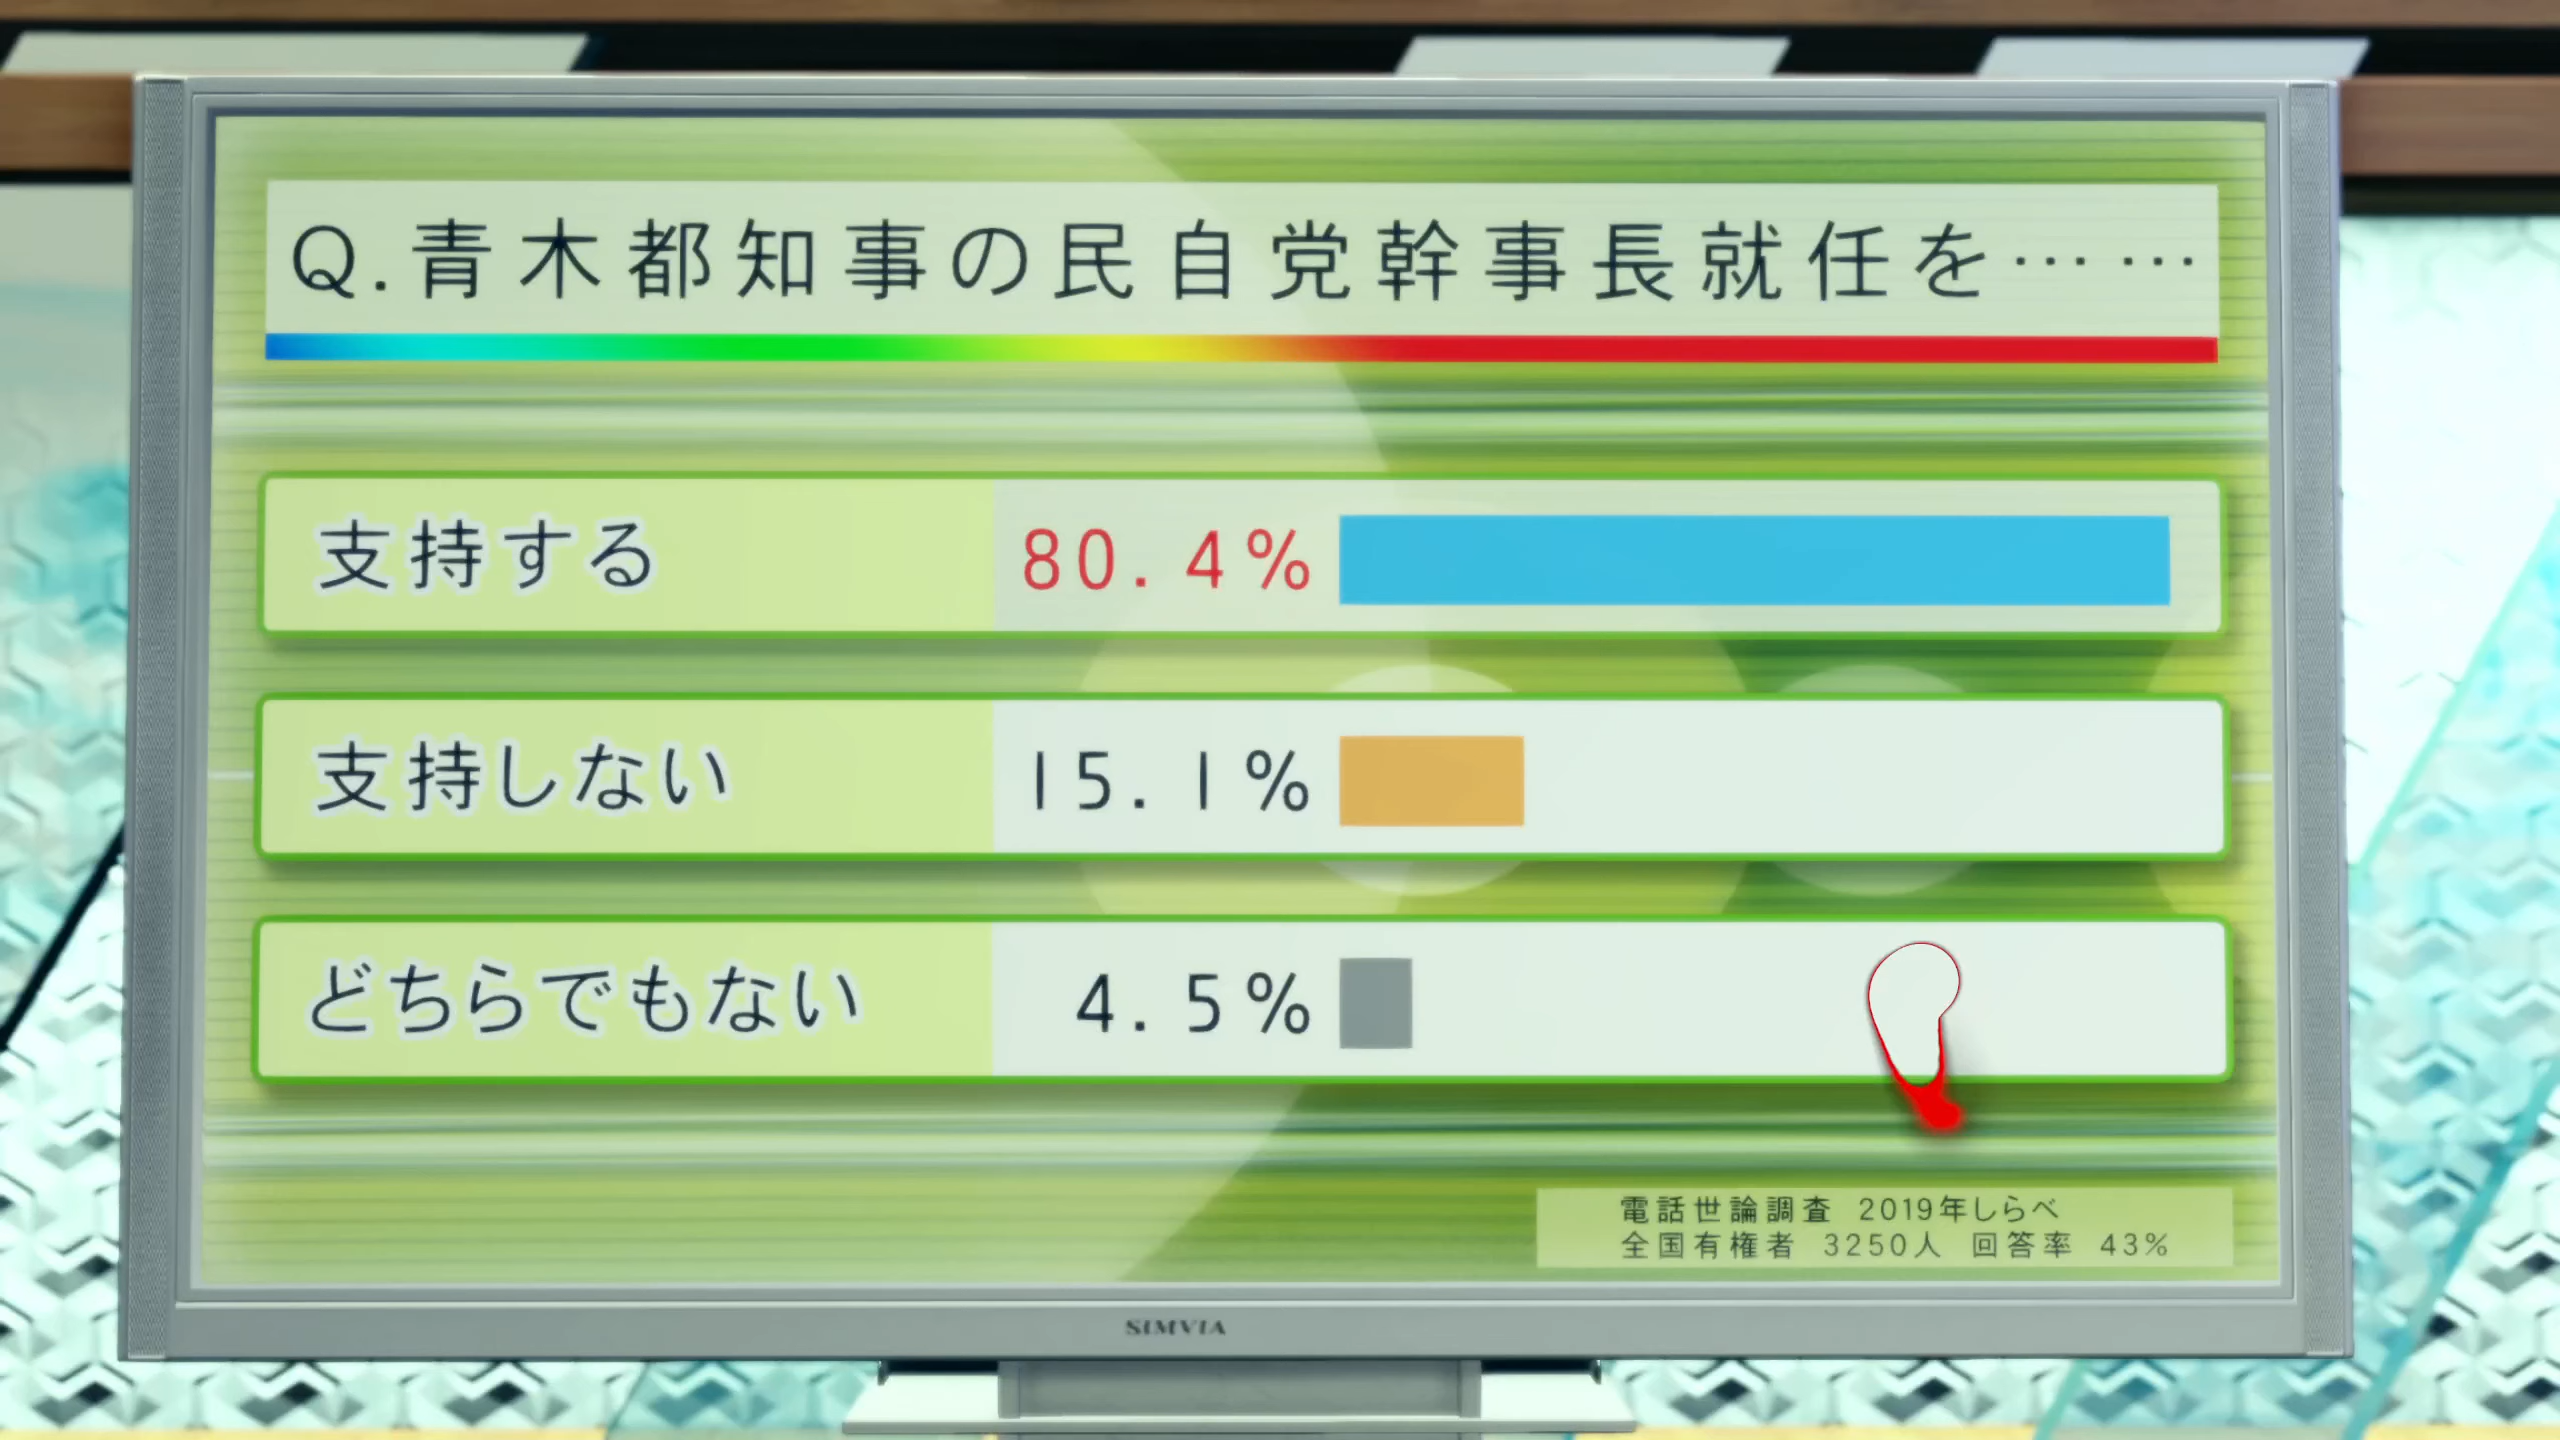 Q.青木都知事の民自党幹事長就任を……
支持する 80.4%
支持しない 15.1%
どちらでもない 4.5%
電話世論調査 2019年しらべ
全国有権者 3250人 回答率 43%
SIMVIA